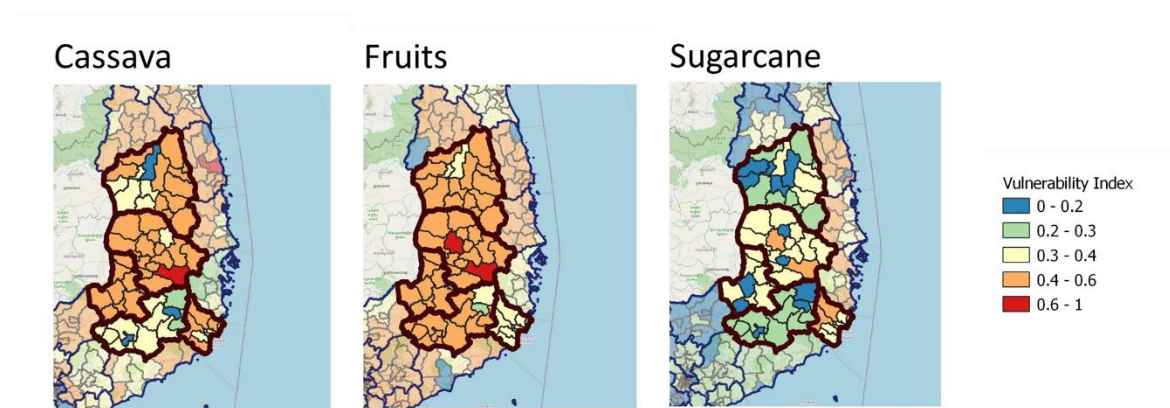 Cassava
Fruits
Sugarcane
Vulnerability Index
0 - 0.2
0.2 - 0.3
0.3 - 0.4
0.4 - 0.6
0.6 - 1